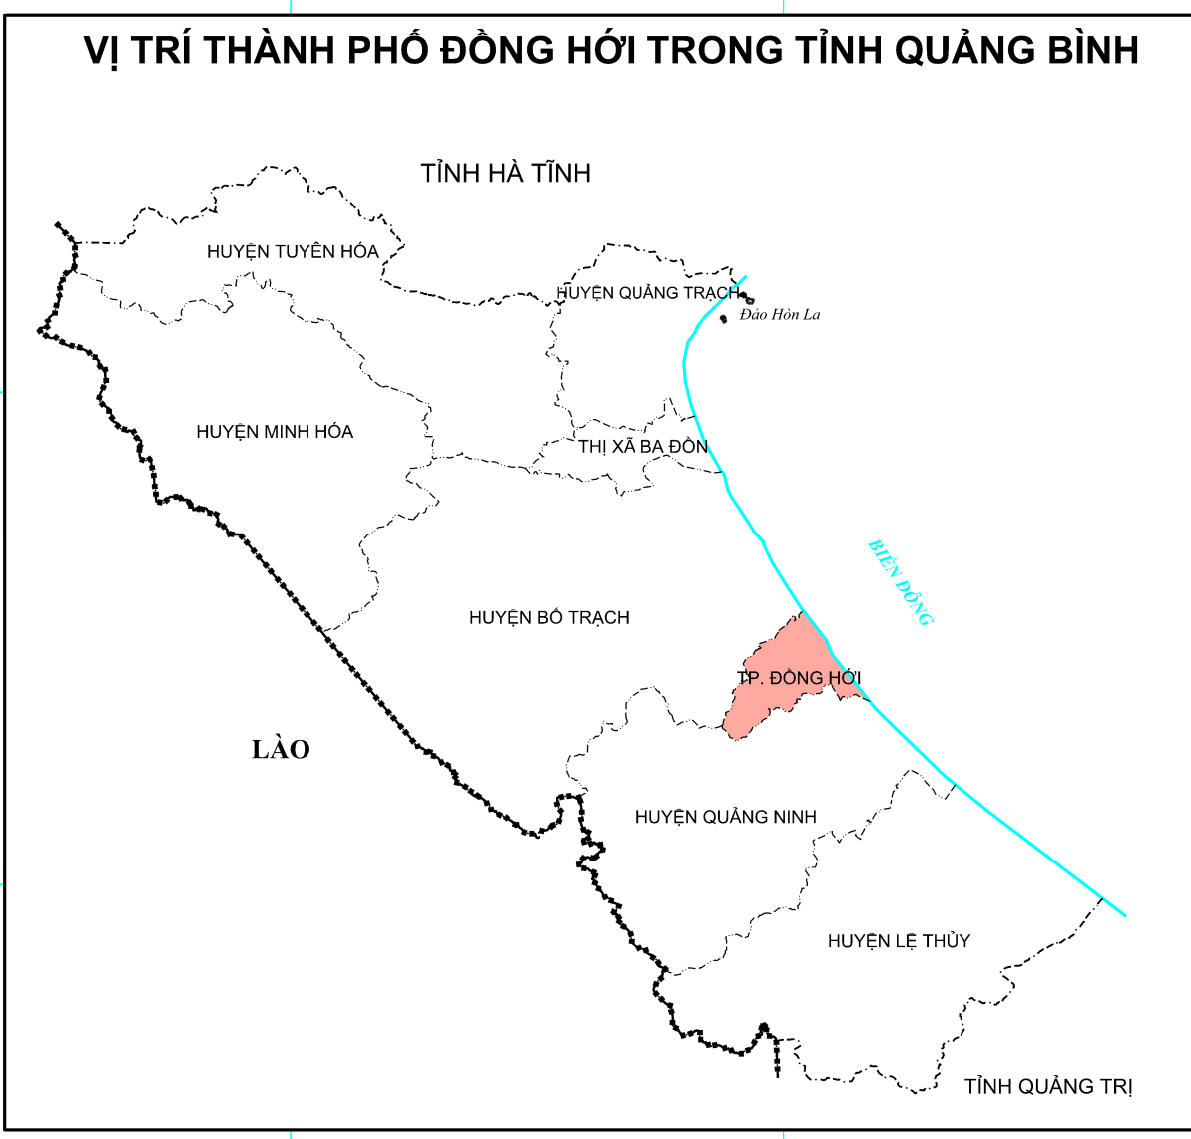 VỊ TRÍ THÀNH PHỐ ĐỒNG HỚI TRONG TỈNH QUẢNG BÌNH
TỈNH HÀ TĨNH
HUYỆN TUYÊN HÓA
HUYỆN QUẢNG TRẠCH
Đảo Hòn La
HUYỆN MINH HÓA
THỊ XÃ BA ĐỒN
BIỂN ĐÔNG
HUYỆN BỐ TRẠCH
TP. ĐỒNG HỚI
LÀO
HUYỆN QUẢNG NINH
HUYỆN LỆ THỦY
TỈNH QUẢNG TRỊ